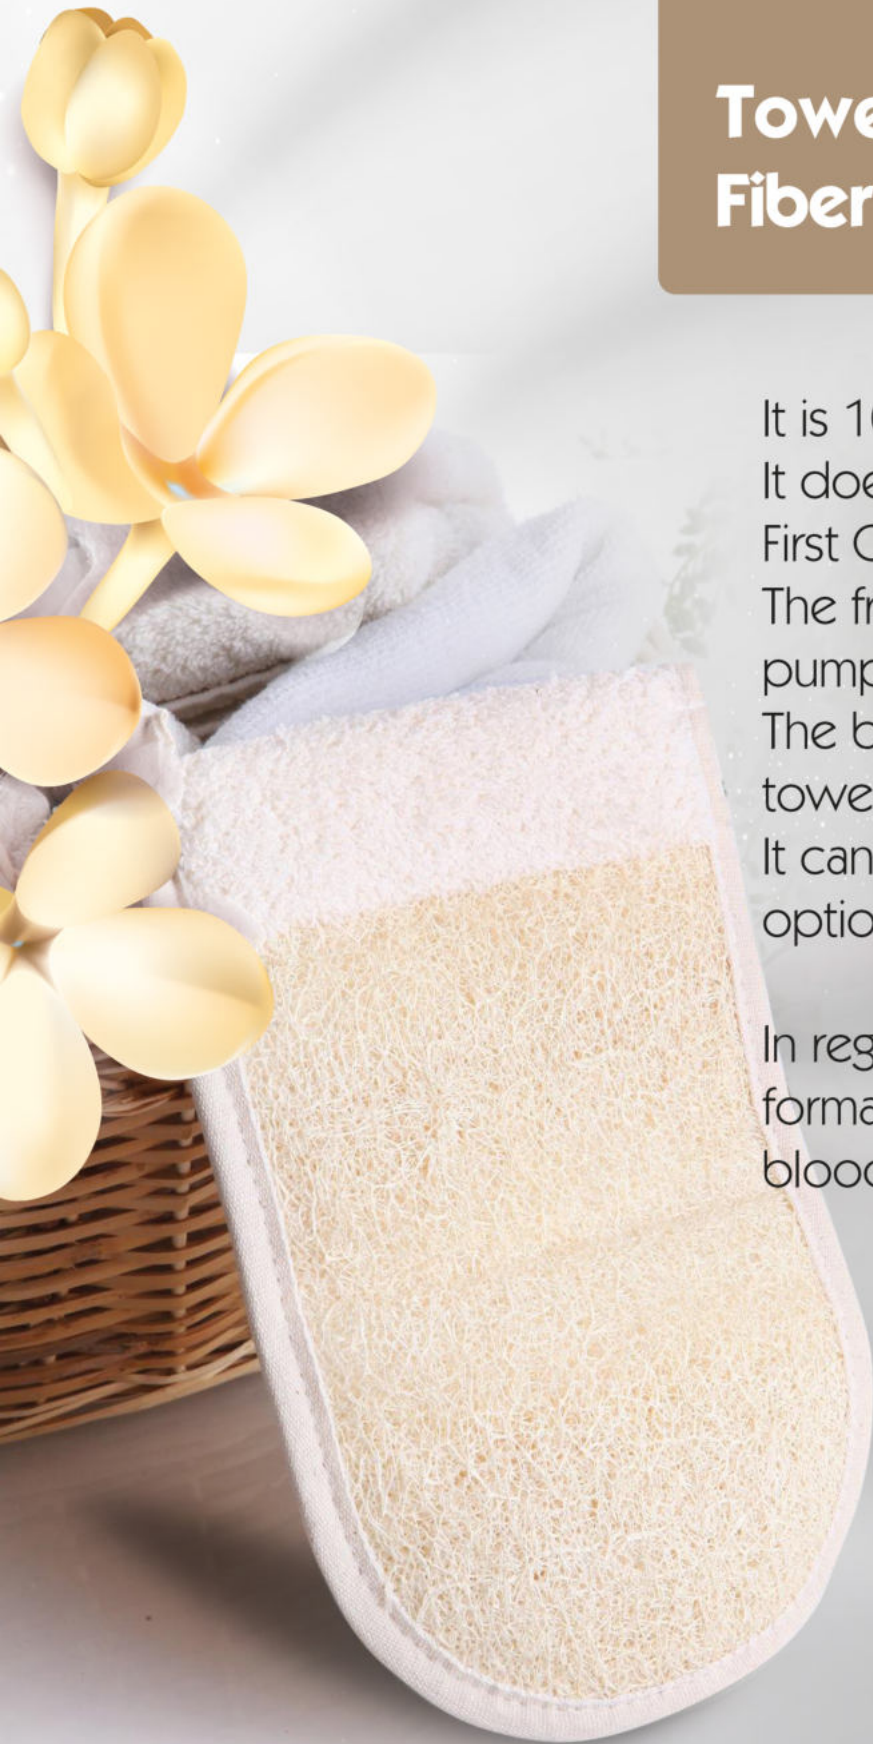 Towe
Fiber
It is 10
It doe
First
The fr
pump
The b
towe
It can
optio
In reg
forma
blood